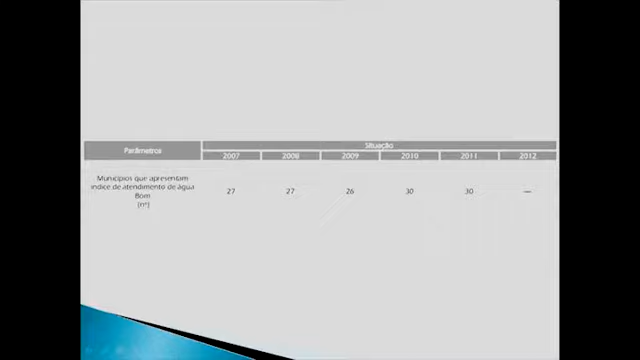 Parâmetros
Situação
2007 2008 2009 2010 2011 2012
Municípios que apresentam
índice de atendimento de água
Bom
(nº)
27 27 26 30 30 —